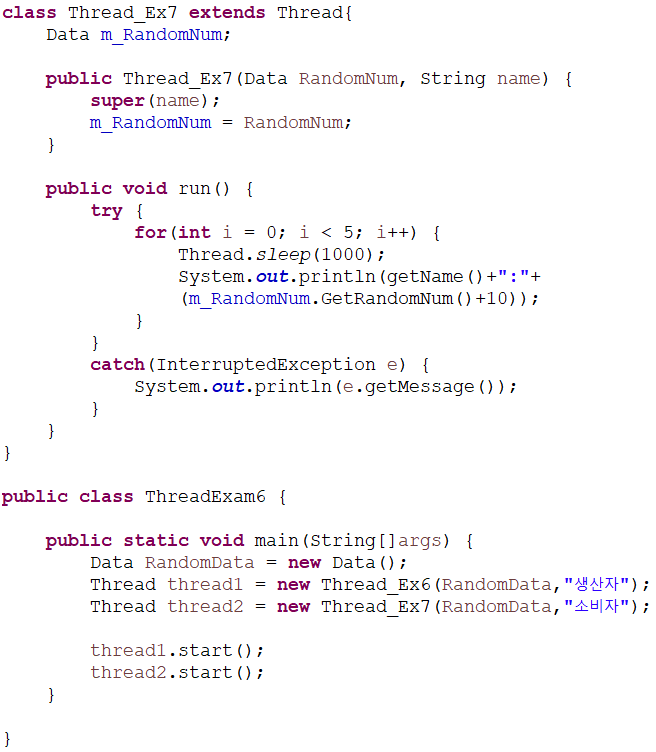 class Thread_Ex7 extends Thread{
    Data m_RandomNum;

    public Thread_Ex7(Data RandomNum, String name) {
        super(name);
        m_RandomNum = RandomNum;
    }

    public void run() {
        try {
            for(int i = 0; i < 5; i++) {
                Thread.sleep(1000);
                System.out.println(getName()+":"+
                (m_RandomNum.GetRandomNum()+10));
            }
        }
        catch(InterruptedException e) {
            System.out.println(e.getMessage());
        }
    }
}

public class ThreadExam6 {

    public static void main(String[]args) {
        Data RandomData = new Data();
        Thread thread1 = new Thread_Ex6(RandomData,"생산자");
        Thread thread2 = new Thread_Ex7(RandomData,"소비자");

        thread1.start();
        thread2.start();
    }

}